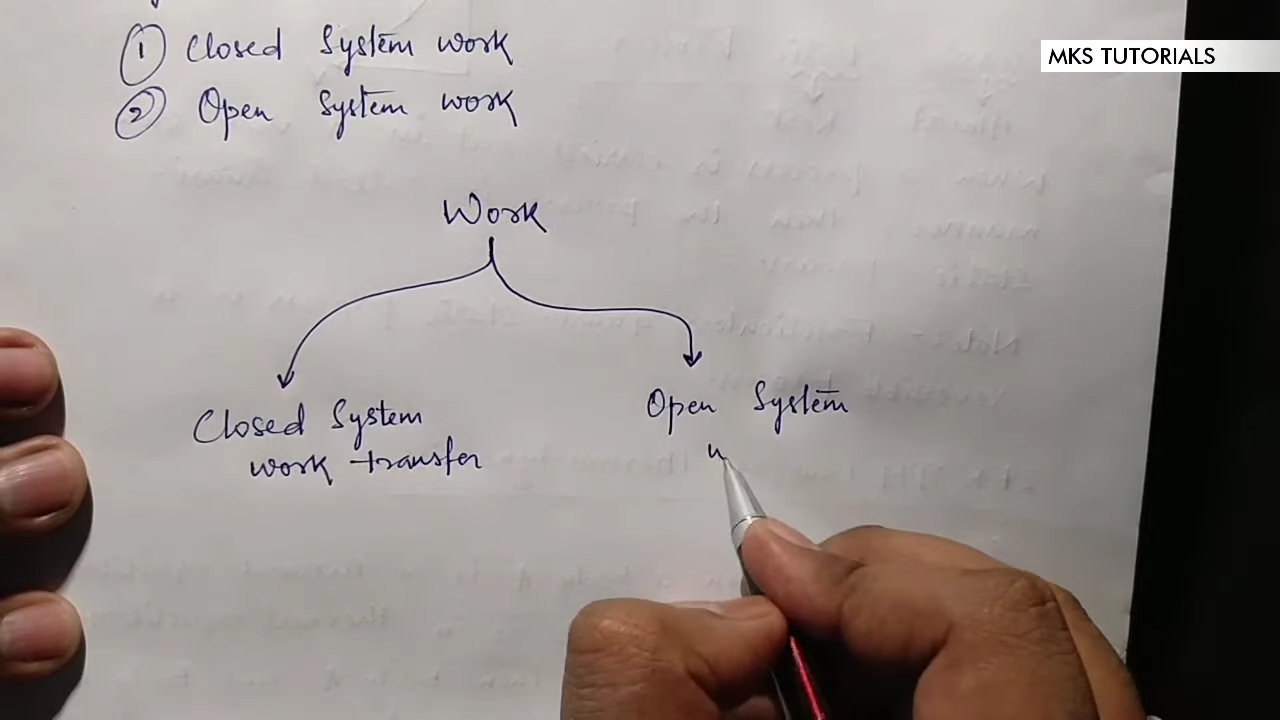 MKS TUTORIALS
① Closed System work
② Open System work
Work
Closed System
work transfer
Open System